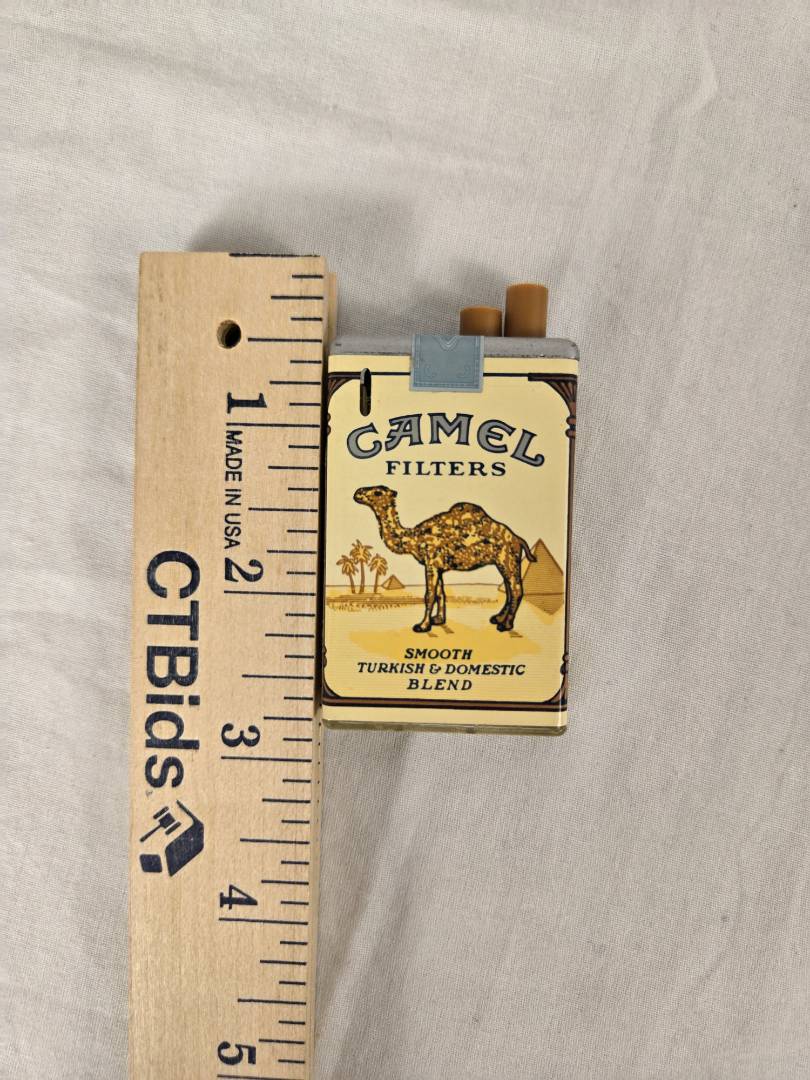 1
MADE IN USA
2
3
4
5
CTBids
CAMEL
FILTERS
SMOOTH
TURKISH & DOMESTIC
BLEND